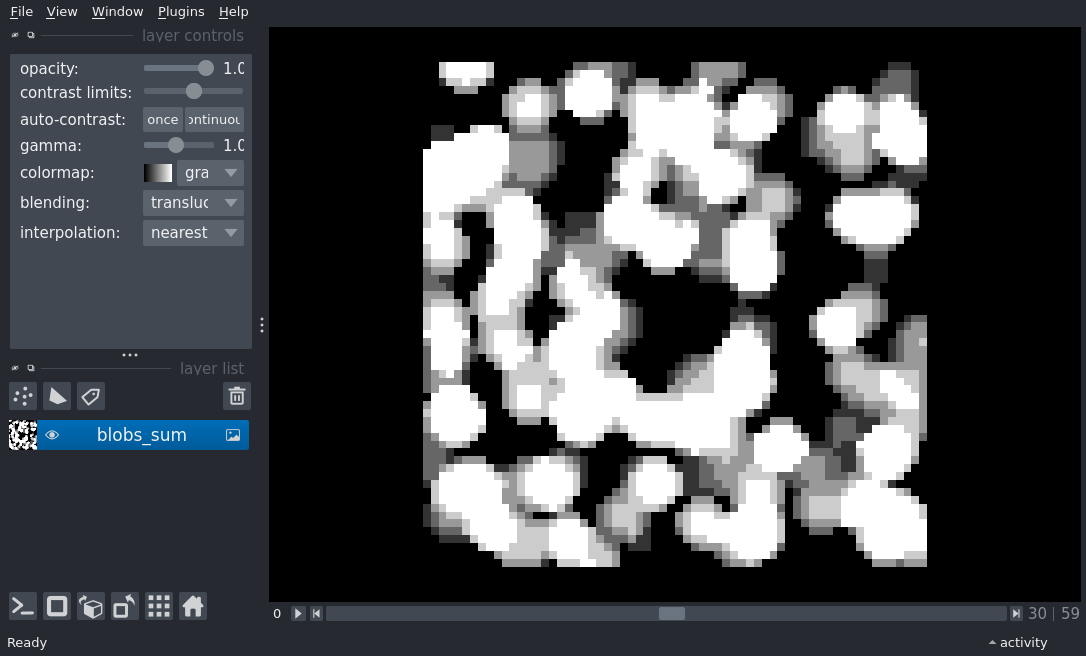 File View Window Plugins Help
layer controls
opacity: 1.0
contrast limits:
auto-contrast: once ontinuou
gamma: 1.0
colormap: gra
blending: transluc
interpolation: nearest
layer list
blobs_sum
0 30 59
Ready activity